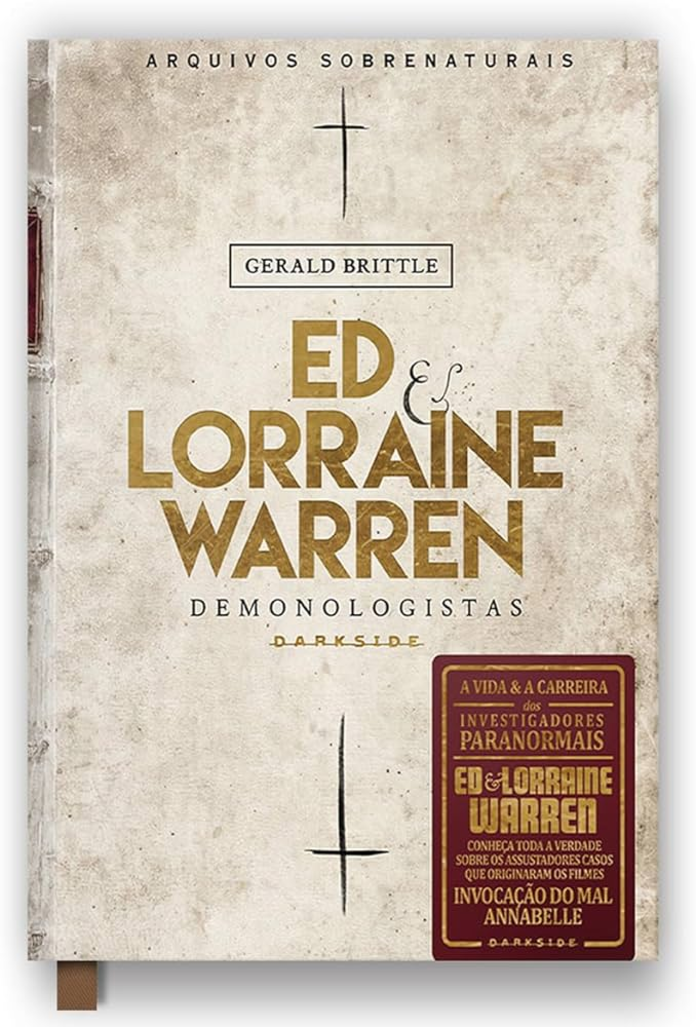 ARQUIVOS SOBRENATURAIS
GERALD BRITTLE
ED &
LORRAINE
WARREN
DEMONOLOGISTAS
DARKSIDE
A VIDA & A CARREIRA
dos
INVESTIGADORES
PARANORMAIS
ED & LORRAINE
WARREN
CONHEÇA TODA A VERDADE
SOBRE OS ASSUSTADORES CASOS
QUE ORIGINARAM OS FILMES
INVOCAÇÃO DO MAL
ANNABELLE
DARKSIDE